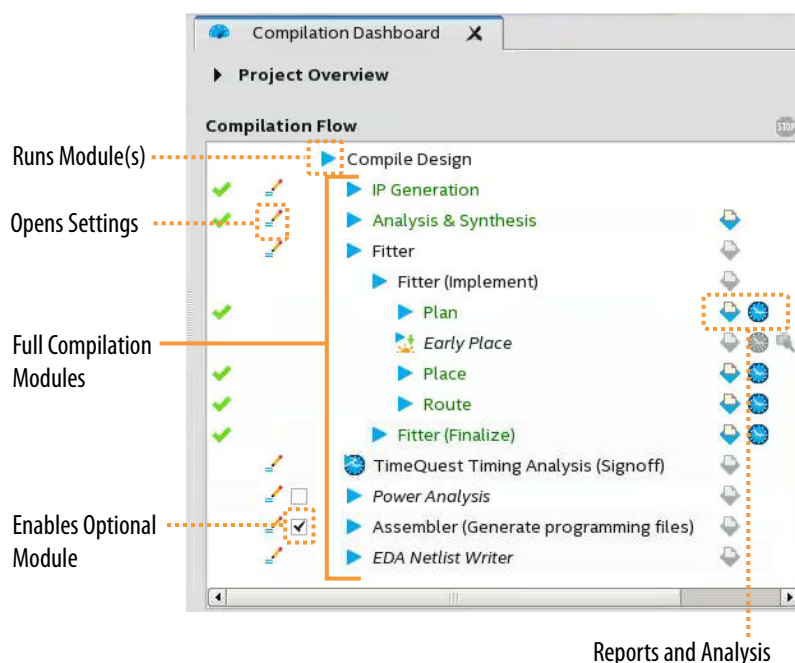 Compilation Dashboard X
Project Overview
Compilation Flow
STOP
Runs Module(s)
Compile Design
IP Generation
Opens Settings
Analysis & Synthesis
Fitter
Fitter (Implement)
Plan
Full Compilation
Modules
Early Place
Place
Route
Fitter (Finalize)
TimeQuest Timing Analysis (Signoff)
Power Analysis
Enables Optional
Module
Assembler (Generate programming files)
EDA Netlist Writer
Reports and Analysis